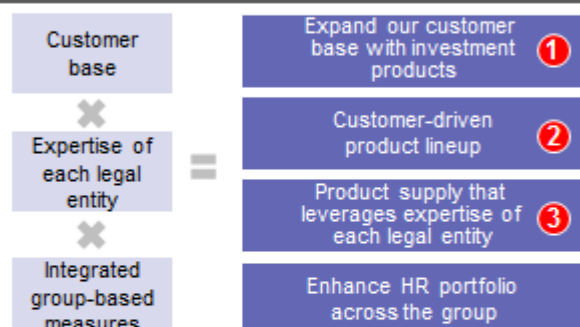 Customer
base
Expertise of
each legal
entity
Integrated
group-based
measures
Expand our customer
base with investment
products
1
Customer-driven
product lineup
2
Product supply that
leverages expertise of
each legal entity
3
Enhance HR portfolio
across the group